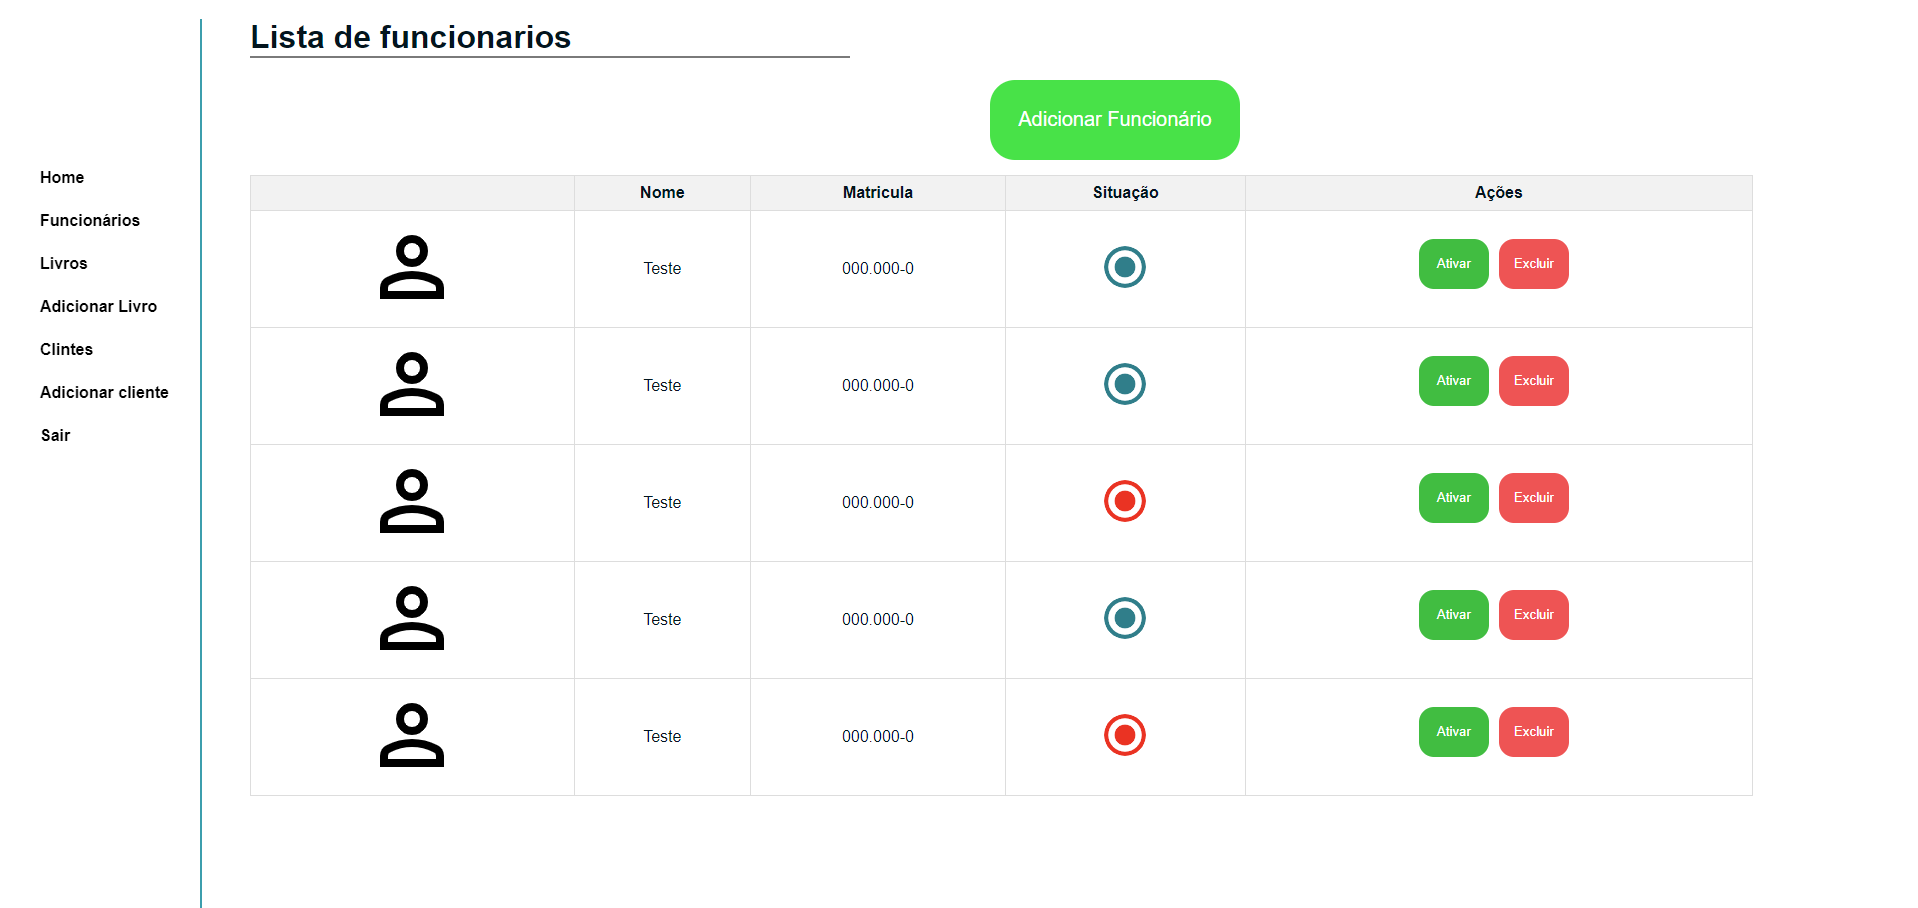 Lista de funcionarios
Adicionar Funcionário
Home
Funcionários
Livros
Adicionar Livro
Clintes
Adicionar cliente
Sair
Nome Matricula Situação Ações
Teste 000.000-0 Ativar Excluir
Teste 000.000-0 Ativar Excluir
Teste 000.000-0 Ativar Excluir
Teste 000.000-0 Ativar Excluir
Teste 000.000-0 Ativar Excluir